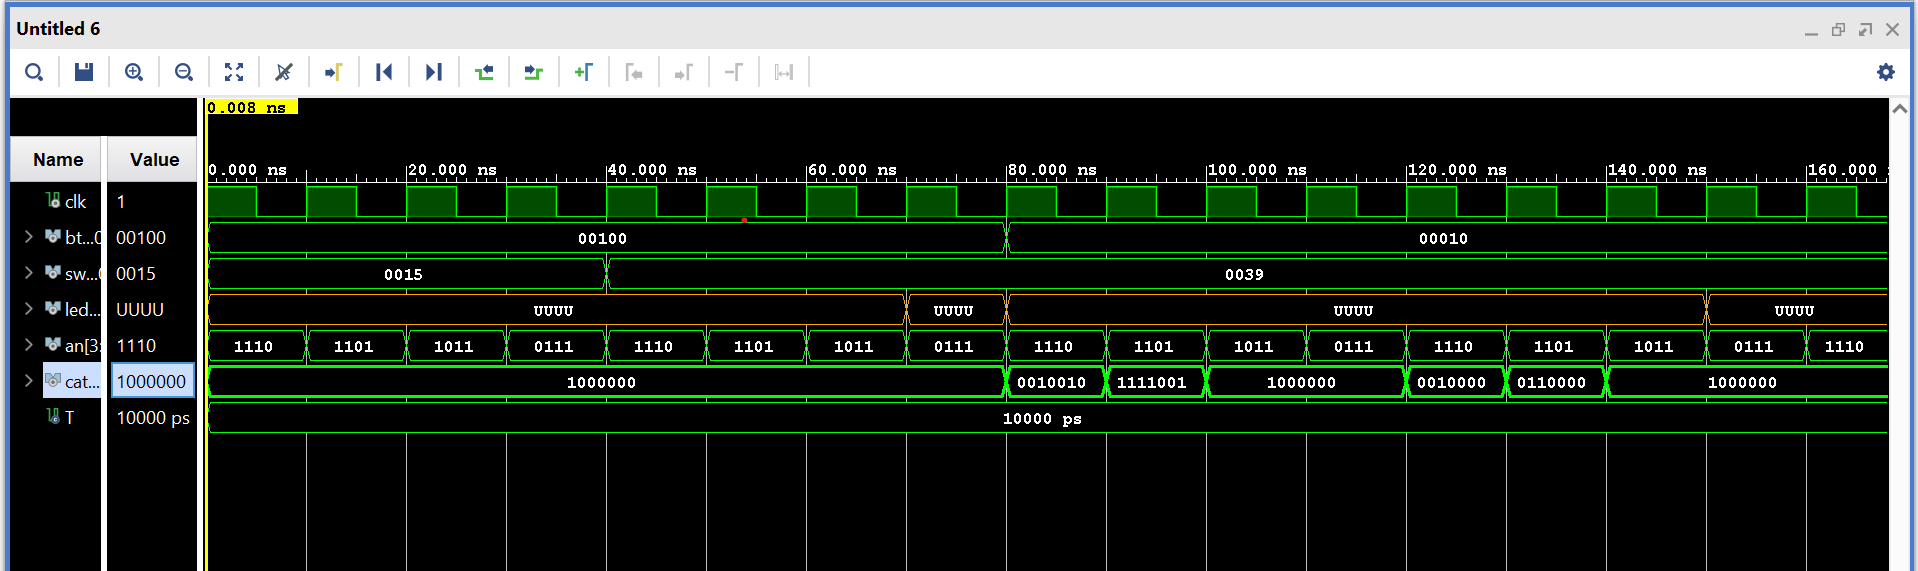 Untitled 6
0.008 ns
Name Value
0.000 ns 20.000 ns 40.000 ns 60.000 ns 80.000 ns 100.000 ns 120.000 ns 140.000 ns 160.000
clk 1
bt...0 00100 00100 00010
sw...0 0015 0015 0039
led... UUUU UUUU UUUU UUUU UUUU
an[3: 1110 1110 1101 1011 0111 1110 1101 1011 0111 1110 1101 1011 0111 1110 1101 1011 0111 1110
cat... 1000000 1000000 0010010 1111001 1000000 0010000 0110000 1000000
T 10000 ps 10000 ps